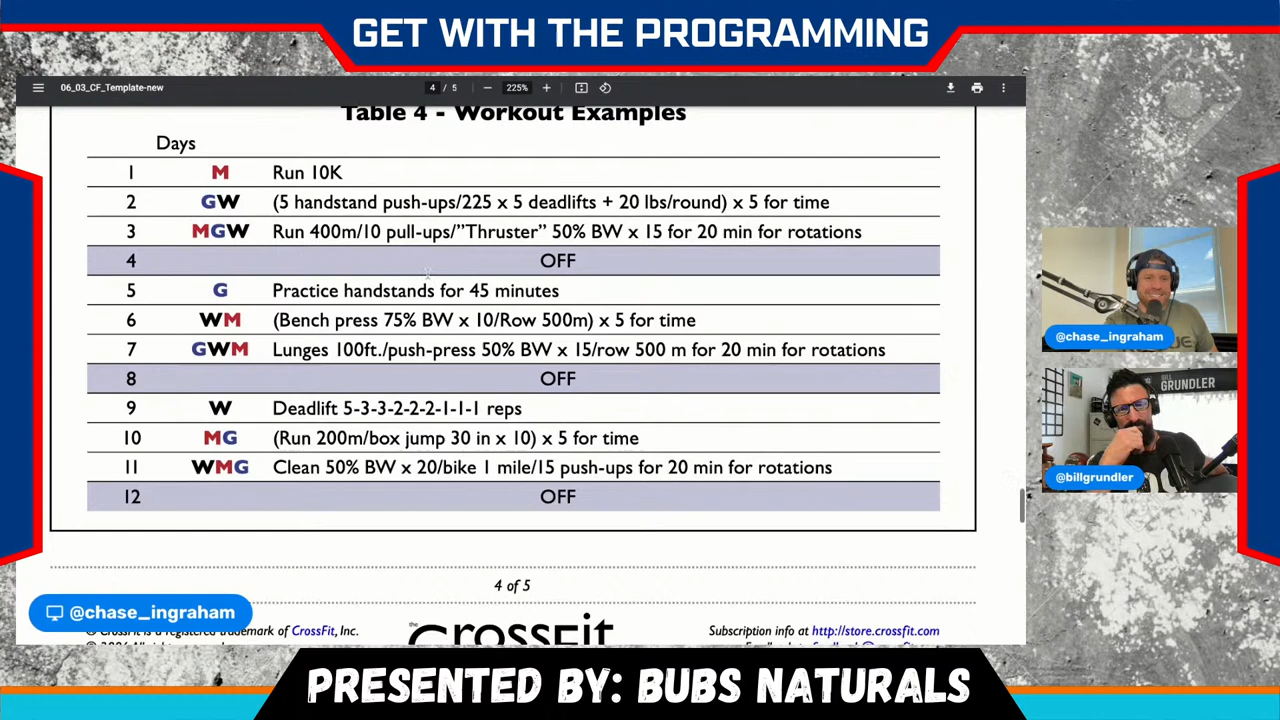 GET WITH THE PROGRAMMING
06_03_CF_Template-new
4 / 5
225%
Table 4 - Workout Examples
Days
1 M Run 10K
2 GW (5 handstand push-ups/225 x 5 deadlifts + 20 lbs/round) x 5 for time
3 MGW Run 400m/10 pull-ups/”Thruster” 50% BW x 15 for 20 min for rotations
4 OFF
5 G Practice handstands for 45 minutes
6 WM (Bench press 75% BW x 10/Row 500m) x 5 for time
7 GWM Lunges 100ft./push-press 50% BW x 15/row 500 m for 20 min for rotations
8 OFF
9 W Deadlift 5-3-3-2-2-2-1-1-1 reps
10 MG (Run 200m/box jump 30 in x 10) x 5 for time
11 WMG Clean 50% BW x 20/bike 1 mile/15 push-ups for 20 min for rotations
12 OFF
4 of 5
@chase_ingraham
® CrossFit is a registered trademark of CrossFit, Inc.
the
CrossFit
Subscription info at http://store.crossfit.com
@chase_ingraham
BILL
GRUNDLER
@billgrundler
PRESENTED BY: BUBS NATURALS